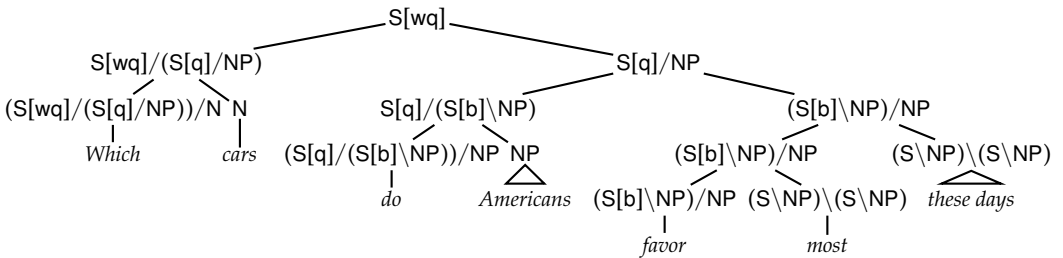 S[wq]
S[wq]/(S[q]/NP) S[q]/NP
(S[wq]/(S[q]/NP))/N N S[q]/(S[b]\NP) (S[b]\NP)/NP
Which cars (S[q]/(S[b]\NP))/NP NP (S[b]\NP)/NP (S\NP)\(S\NP)
do Americans (S[b]\NP)/NP (S\NP)\(S\NP) these days
favor most